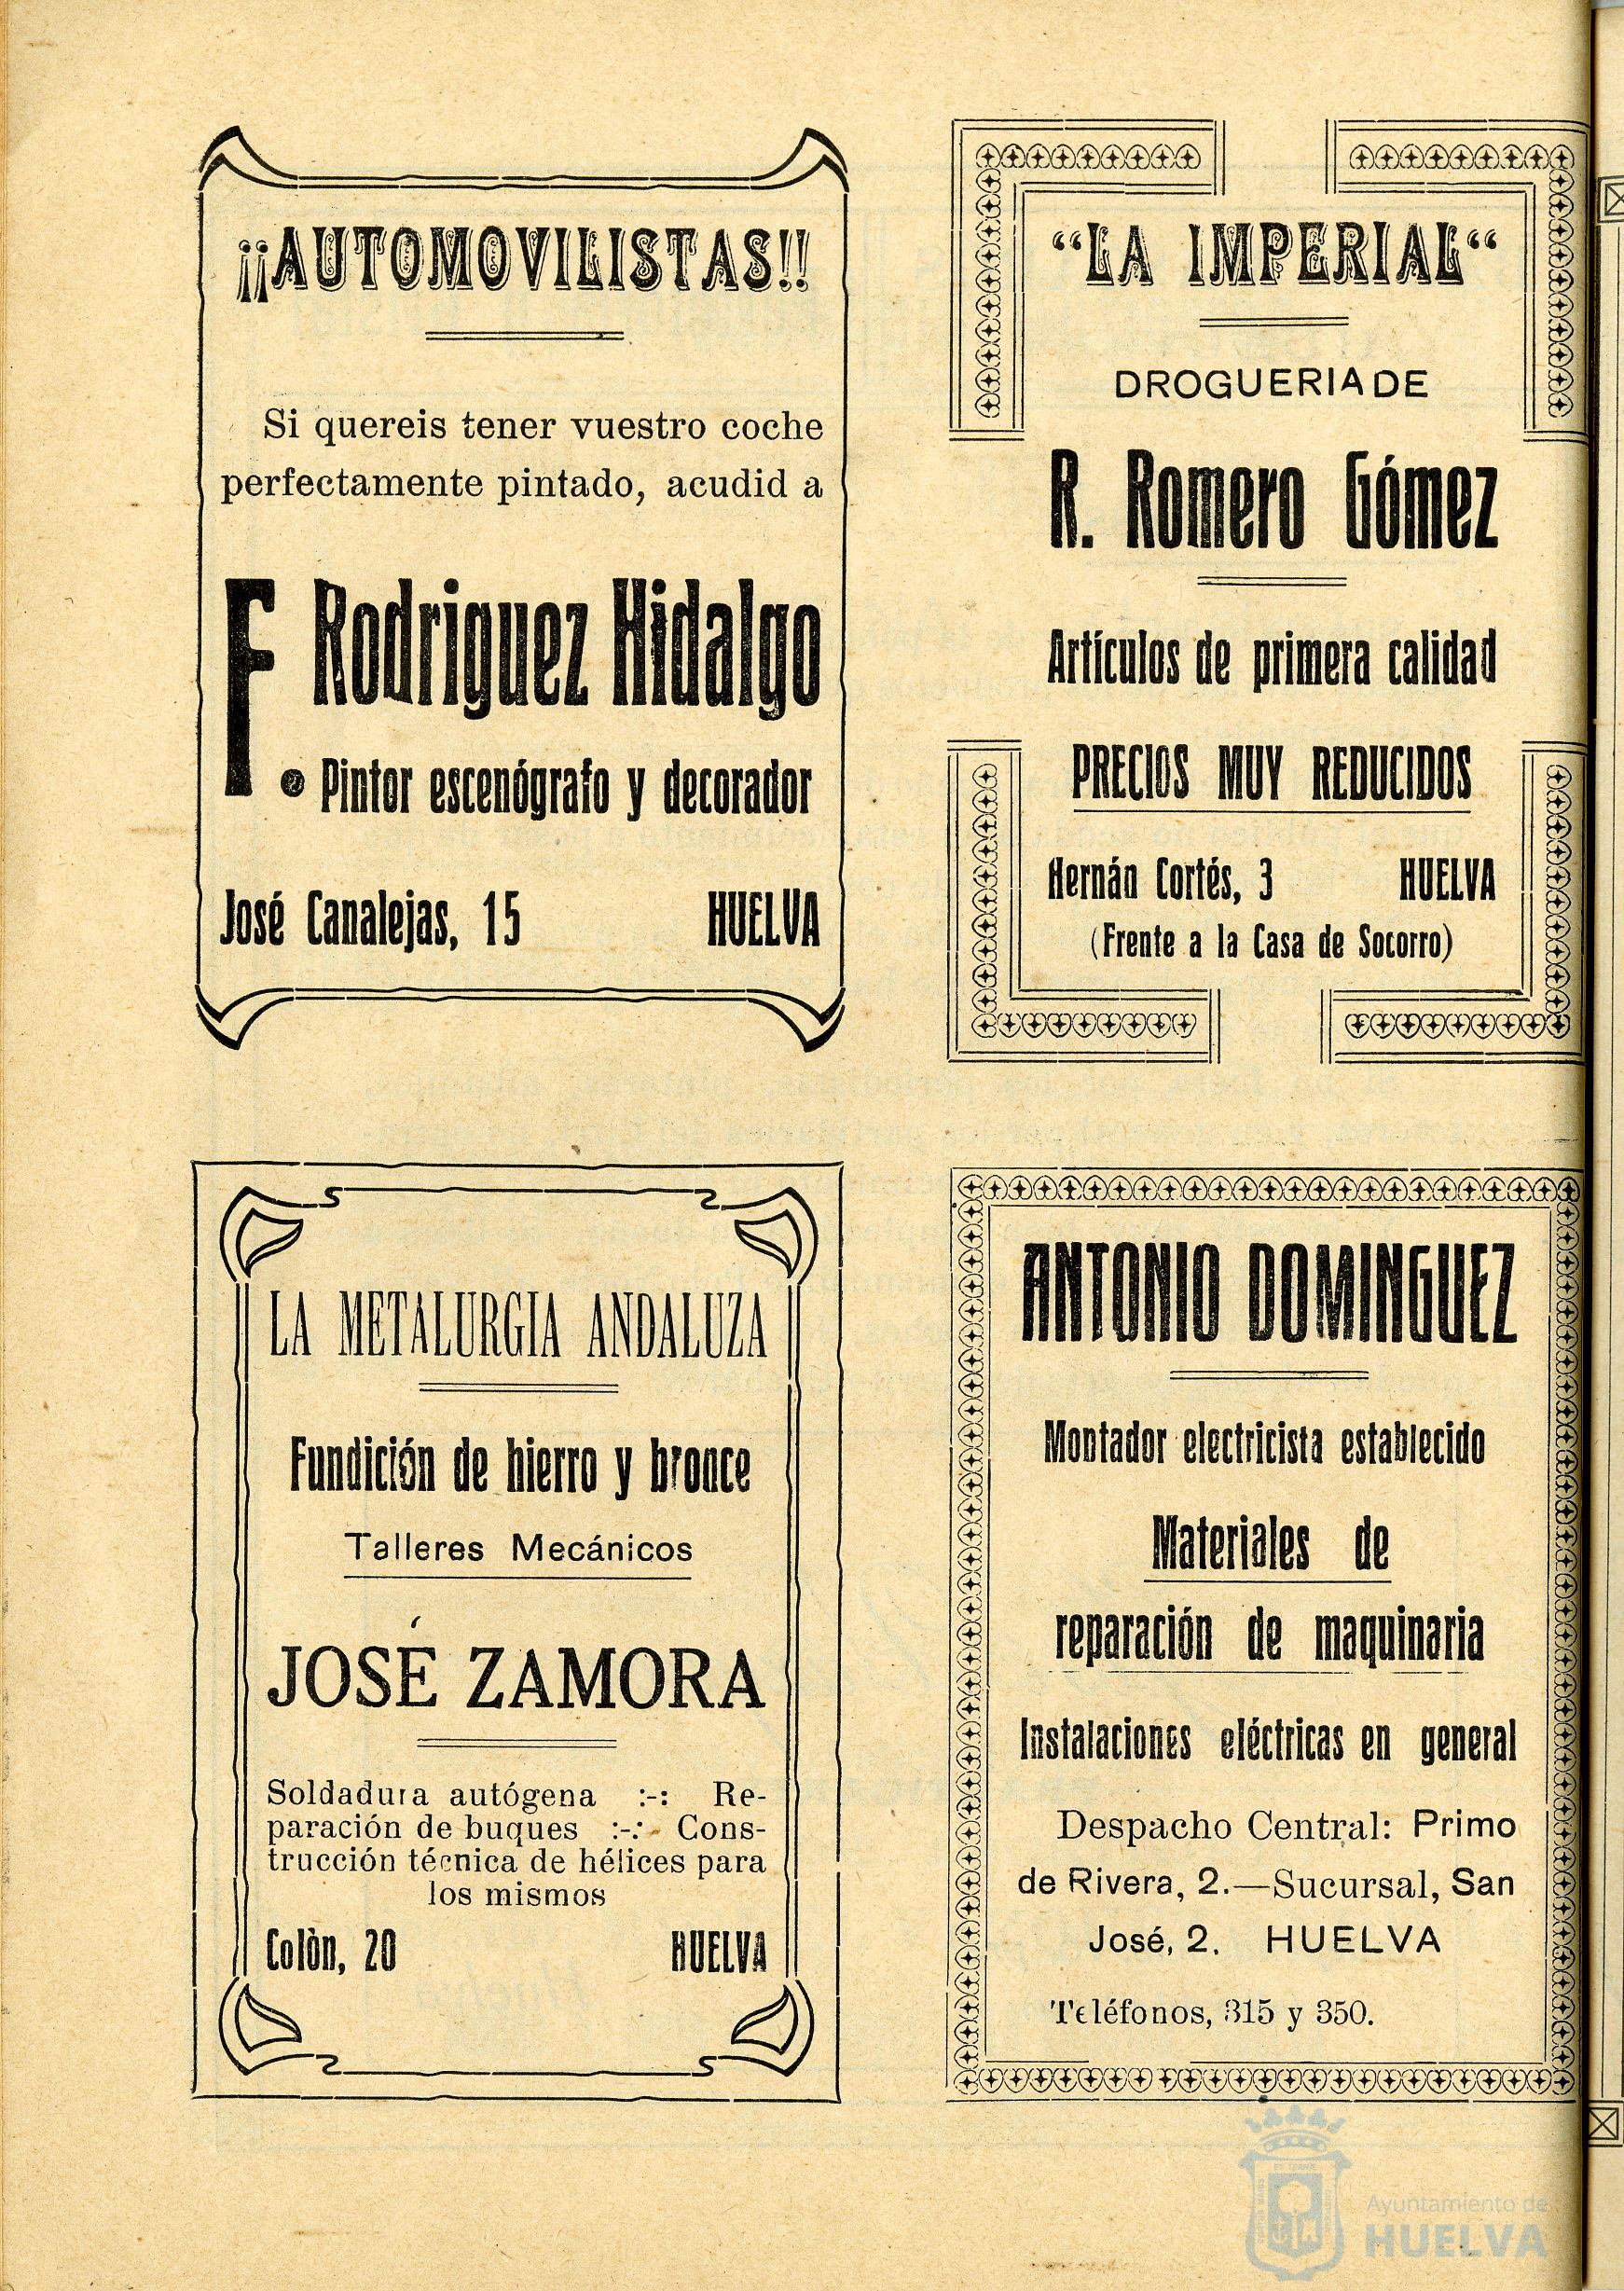 ¡¡AUTOMOVILISTAS!!
Si quereis tener vuestro coche
perfectamente pintado, acudid a
F. Rodriguez Hidalgo
Pintor escenógrafo y decorador
José Canalejas, 15 HUELVA
“LA IMPERIAL“
DROGUERIA DE
R. Romero Gómez
Artículos de primera calidad
PRECIOS MUY REDUCIDOS
Hernán Cortés, 3 HUELVA
(Frente a la Casa de Socorro)
LA METALURGIA ANDALUZA
Fundición de hierro y bronce
Talleres Mecánicos
JOSÉ ZAMORA
Soldadura autógena :-: Re-
paración de buques :-: Cons-
trucción técnica de hélices para
los mismos
Colòn, 20 HUELVA
ANTONIO DOMINGUEZ
Montador electricista establecido
Materiales de
reparación de maquinaria
Instalaciones eléctricas en general
Despacho Central: Primo
de Rivera, 2.—Sucursal, San
José, 2. HUELVA
Teléfonos, 315 y 350.
Ayuntamiento de
HUELVA